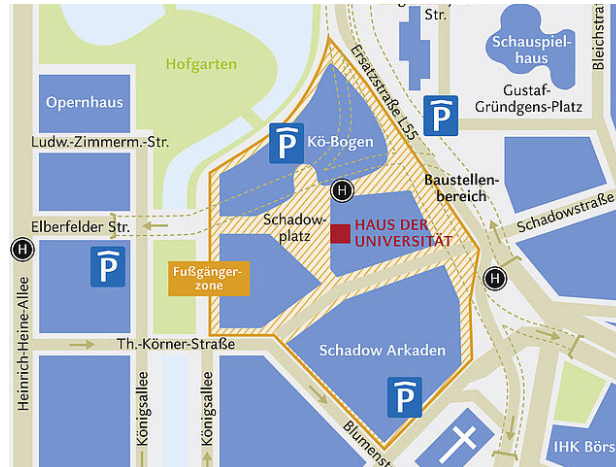 Str.
Schauspiel-
haus
Bleichstraße
Hofgarten
Ersatzstraße L55
Opernhaus
Gustaf-
Gründgens-Platz
P
P
Kö-Bogen
Ludw.-Zimmerm.-Str.
H
Baustellen-
bereich
Elberfelder Str.
Schadow-
platz
HAUS DER
UNIVERSITÄT
Schadowstraße
H
P
Fußgänger-
zone
H
Heinrich-Heine-Allee
Th.-Körner-Straße
Schadow Arkaden
Königsallee
Königsallee
P
IHK Börs